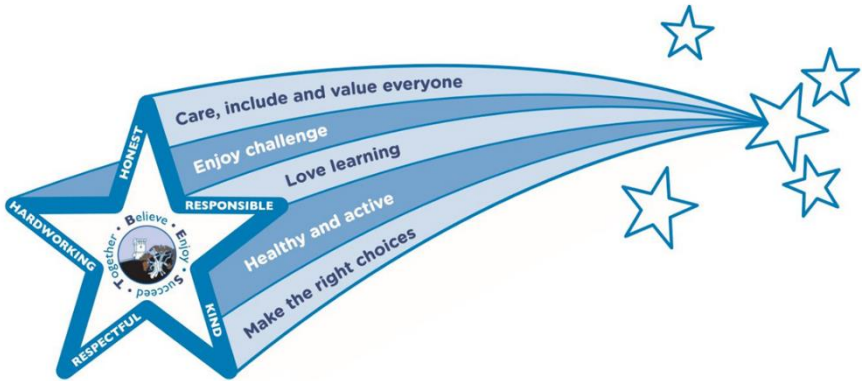 Care, include and value everyone
Enjoy challenge
Love learning
Healthy and active
Make the right choices
HONEST
RESPONSIBLE
KIND
RESPECTFUL
HARDWORKING
Believe • Enjoy • Succeed • Together •